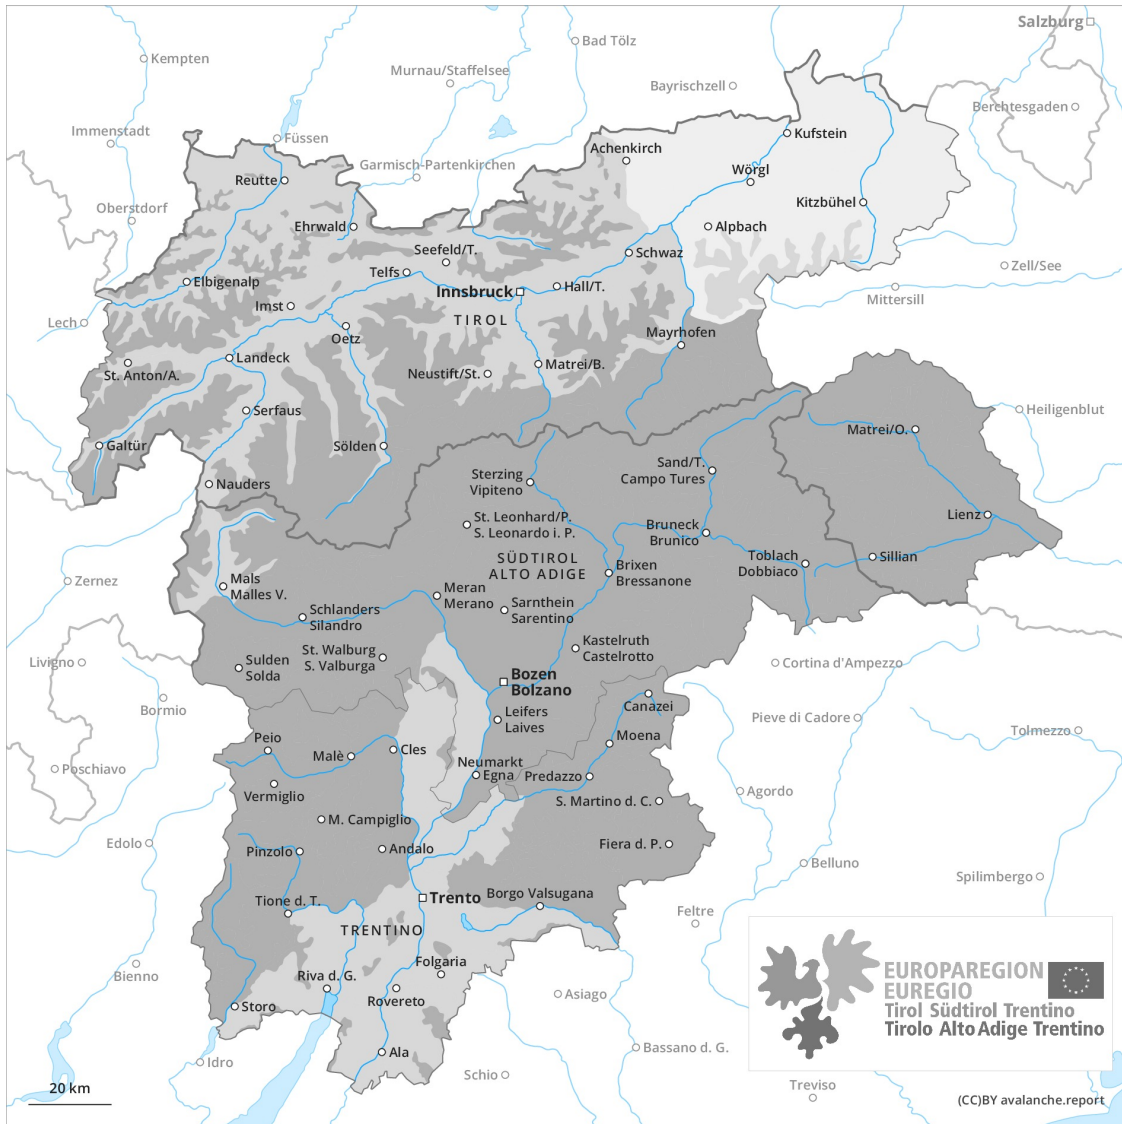 Salzburg
Bad Tölz
Kempten
Murnau/Staffelsee
Bayrischzell
Berchtesgaden
Immenstadt
Füssen
Kufstein
Achenkirch
Garmisch-Partenkirchen
Wörgl
Reutte
Kitzbühel
Oberstdorf
Ehrwald
Alpbach
Seefeld/T.
Schwaz
Zell/See
Telfs
Elbigenalp
Hall/T.
Innsbruck
Mittersill
Imst
TIROL
Lech
Mayrhofen
Oetz
Landeck
Matrei/B.
St. Anton/A.
Neustift/St.
Serfaus
Heiligenblut
Matrei/O.
Galtür
Sölden
Sterzing
Vipiteno
Sand/T.
Campo Tures
Nauders
Lienz
St. Leonhard/P.
S. Leonardo i. P.
Bruneck
Brunico
SÜDTIROL
ALTO ADIGE
Toblach
Dobbiaco
Sillian
Brixen
Bressanone
Zernez
Mals
Malles V.
Meran
Merano
Sarnthein
Sarentino
Schlanders
Silandro
Kastelruth
Castelrotto
St. Walburg
S. Valburga
Livigno
Sulden
Solda
Cortina d'Ampezzo
Bozen
Bolzano
Bormio
Canazei
Leifers
Laives
Pieve di Cadore
Tolmezzo
Peio
Malè
Cles
Moena
Poschiavo
Neumarkt
Egna
Predazzo
Vermiglio
Agordo
S. Martino d. C.
M. Campiglio
Edolo
Pinzolo
Andalo
Fiera d. P.
Belluno
Spilimbergo
Tione d. T.
Trento
Borgo Valsugana
Feltre
TRENTINO
Bienno
Folgaria
Riva d. G.
EUROPAREGION
EUREGIO
Tirol Südtirol Trentino
Tirolo Alto Adige Trentino
Asiago
Rovereto
Storo
Ala
Bassano d. G.
Idro
Schio
Treviso
20 km
(CC)BY avalanche.report